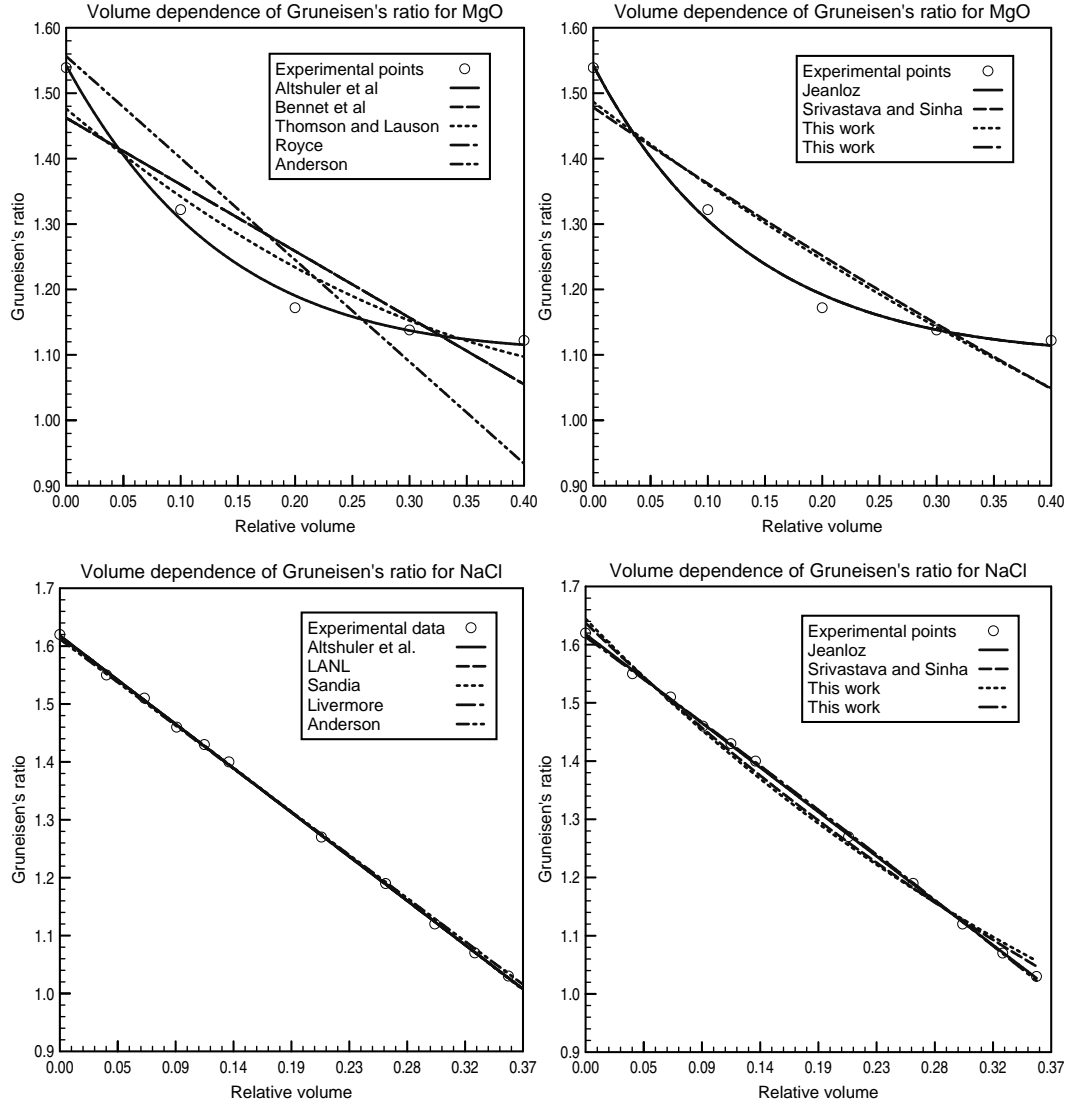 Volume dependence of Gruneisen's ratio for MgO
1.60
1.50
1.40
1.30
1.20
1.10
1.00
0.90
Gruneisen's ratio
Experimental points
Altshuler et al
Bennet et al
Thomson and Lauson
Royce
Anderson
0.00 0.05 0.10 0.15 0.20 0.25 0.30 0.35 0.40
Relative volume
Volume dependence of Gruneisen's ratio for MgO
1.60
1.50
1.40
1.30
1.20
1.10
1.00
0.90
Gruneisen's ratio
Experimental points
Jeanloz
Srivastava and Sinha
This work
This work
0.00 0.05 0.10 0.15 0.20 0.25 0.30 0.35 0.40
Relative volume
Volume dependence of Gruneisen's ratio for NaCl
1.7
1.6
1.5
1.4
1.3
1.2
1.1
1.0
0.9
Gruneisen's ratio
Experimental data
Altshuler et al.
LANL
Sandia
Livermore
Anderson
0.00 0.05 0.09 0.14 0.19 0.23 0.28 0.32 0.37
Relative volume
Volume dependence of Gruneisen's ratio for NaCl
1.7
1.6
1.5
1.4
1.3
1.2
1.1
1.0
0.9
Gruneisen's ratio
Experimental points
Jeanloz
Srivastava and Sinha
This work
This work
0.00 0.05 0.09 0.14 0.19 0.23 0.28 0.32 0.37
Relative volume